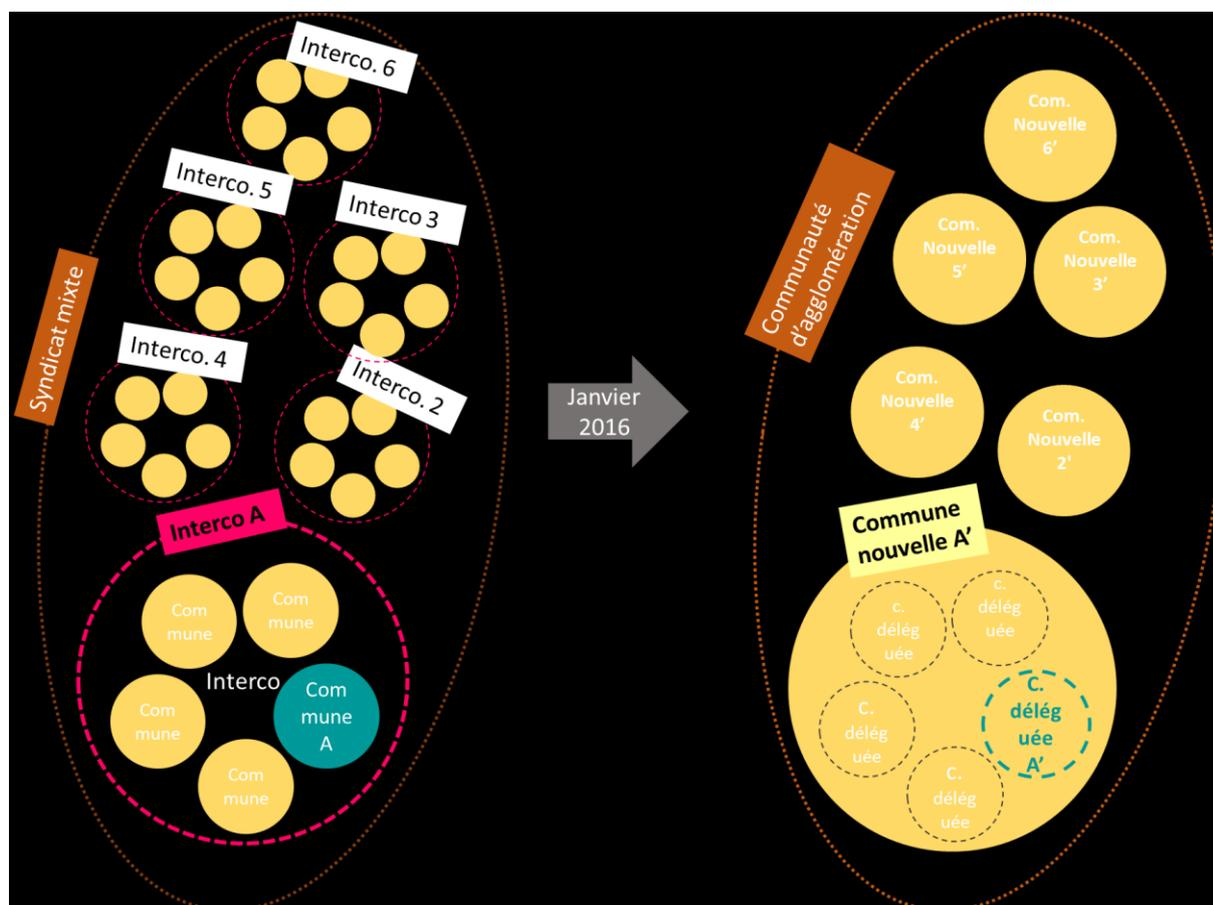 Interco. 6
Interco. 5
Interco 3
Syndicat mixte
Interco. 4
Interco. 2
Interco A
Com
mune
Com
mune
Interco
Com
mune
A
Com
mune
Com
mune
Janvier
2016
Com.
Nouvelle
6'
Communauté
d'agglomération
Com.
Nouvelle
5'
Com.
Nouvelle
3'
Com.
Nouvelle
4'
Com.
Nouvelle
2'
Commune
nouvelle A'
c.
délég
uée
c.
délég
uée
C.
délég
uée
C.
délég
uée
A'
C.
délég
uée